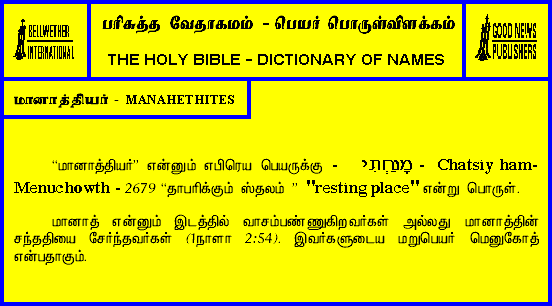 BELLWETHER
INTERNATIONAL
பரிசுத்த வேதாகமம் - பெயர் பொருள்விளக்கம்
THE HOLY BIBLE - DICTIONARY OF NAMES
GOOD NEWS
PUBLISHERS
மானாத்தியர் - MANAHETHITES
“மானாத்தியர்” என்னும் எபிரெய பெயருக்கு - מָנַחְתִּי - Chatsiy ham-
Menuchowth - 2679 “தாபரிக்கும் ஸ்தலம் ” "resting place" என்று பொருள்.
மானாத் என்னும் இடத்தில் வாசம்பண்ணுகிறவர்கள் அல்லது மானாத்தின்
சந்ததியை சேர்ந்தவர்கள் (1நாளா 2:54). இவர்களுடைய மறுபெயர் மெனுகோத்
என்பதாகும்.